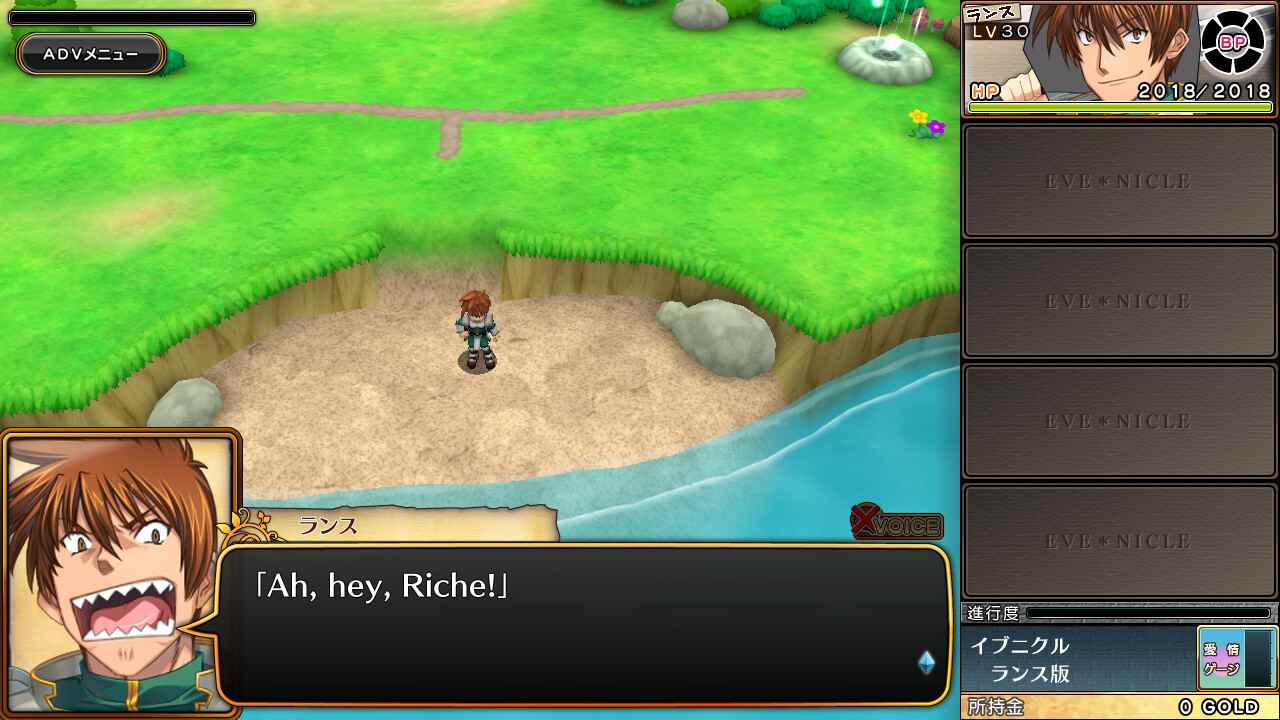 ADVメニュー
ランス
LV30
BP
HP
2018/2018
EVE*NICLE
EVE*NICLE
EVE*NICLE
EVE*NICLE
ランス
VOICE
「Ah, hey, Riche!」
進行度
イブニクル
ランス版
愛情
ゲージ
所持金
0 GOLD